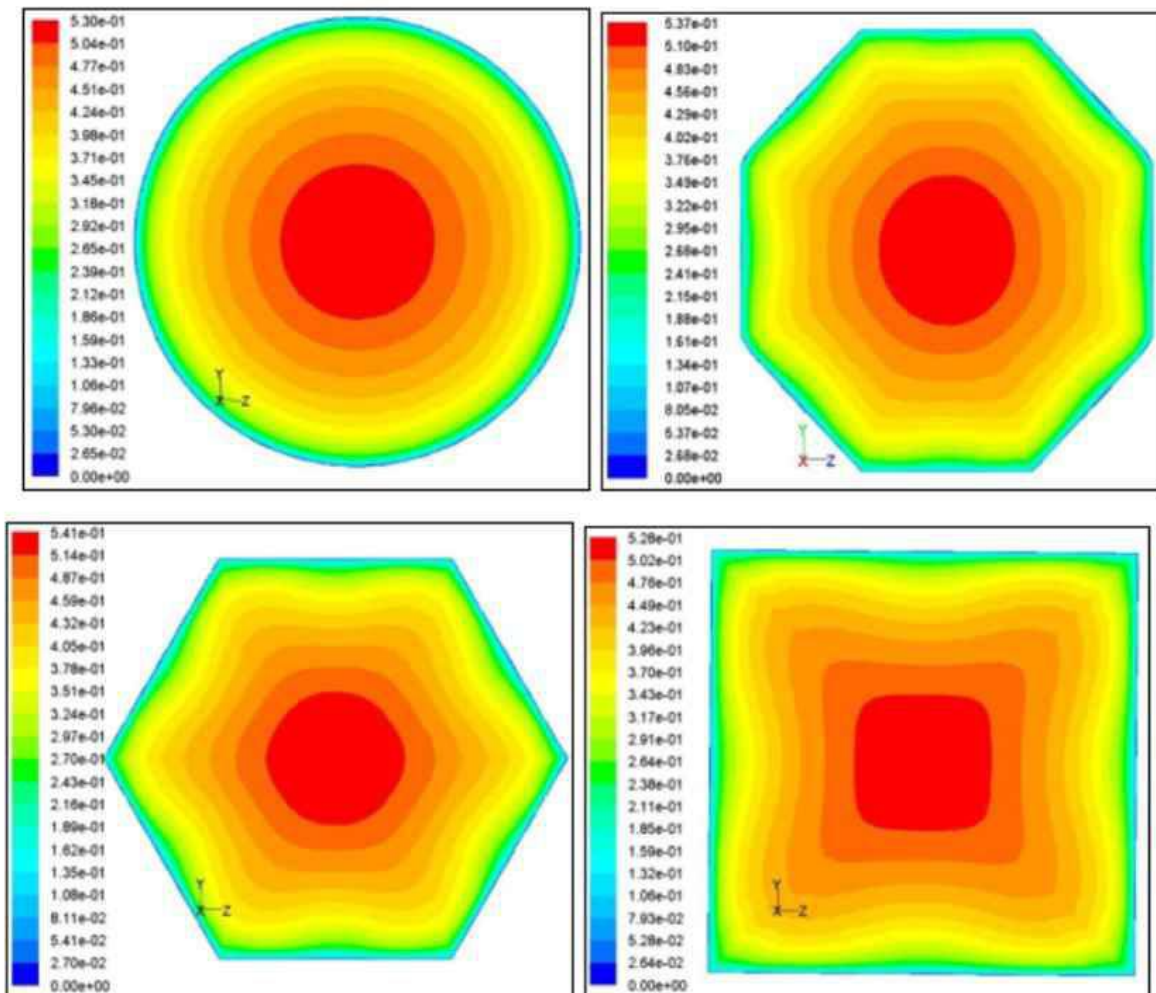 5.30e-01
5.04e-01
4.77e-01
4.51e-01
4.24e-01
3.98e-01
3.71e-01
3.45e-01
3.18e-01
2.92e-01
2.65e-01
2.39e-01
2.12e-01
1.86e-01
1.59e-01
1.33e-01
1.06e-01
7.96e-02
5.30e-02
2.65e-02
0.00e+00
Y
X Z
5.37e-01
5.10e-01
4.83e-01
4.56e-01
4.29e-01
4.02e-01
3.76e-01
3.49e-01
3.22e-01
2.95e-01
2.68e-01
2.41e-01
2.15e-01
1.88e-01
1.61e-01
1.34e-01
1.07e-01
8.05e-02
5.37e-02
2.68e-02
0.00e+00
Y
X Z
5.41e-01
5.14e-01
4.87e-01
4.59e-01
4.32e-01
4.05e-01
3.78e-01
3.51e-01
3.24e-01
2.97e-01
2.70e-01
2.43e-01
2.16e-01
1.89e-01
1.62e-01
1.35e-01
1.08e-01
8.11e-02
5.41e-02
2.70e-02
0.00e+00
Y
X Z
5.28e-01
5.02e-01
4.76e-01
4.49e-01
4.23e-01
3.96e-01
3.70e-01
3.43e-01
3.17e-01
2.91e-01
2.64e-01
2.38e-01
2.11e-01
1.85e-01
1.59e-01
1.32e-01
1.06e-01
7.93e-02
5.28e-02
2.64e-02
0.00e+00
Y
X Z